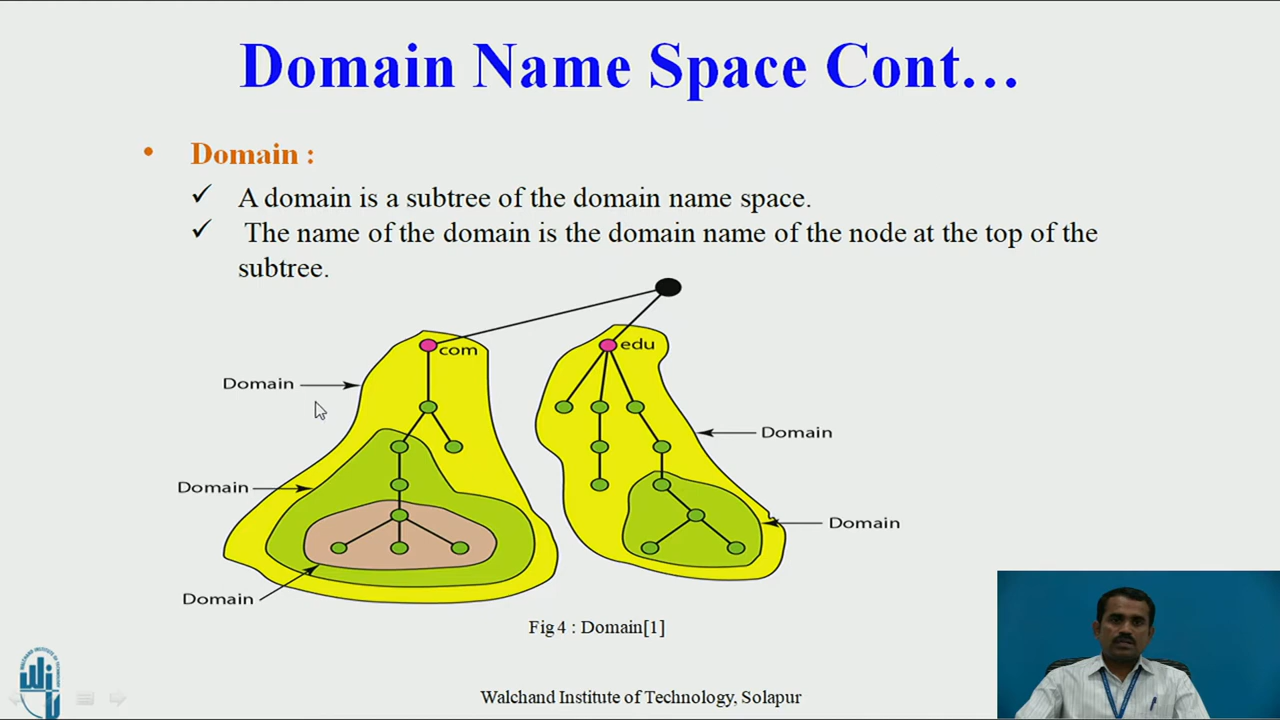 Domain Name Space Cont…
• Domain :
✓ A domain is a subtree of the domain name space.
✓ The name of the domain is the domain name of the node at the top of the
subtree.
com
edu
Domain
Domain
Domain
Domain
Domain
Fig 4 : Domain[1]
Walchand Institute of Technology, Solapur